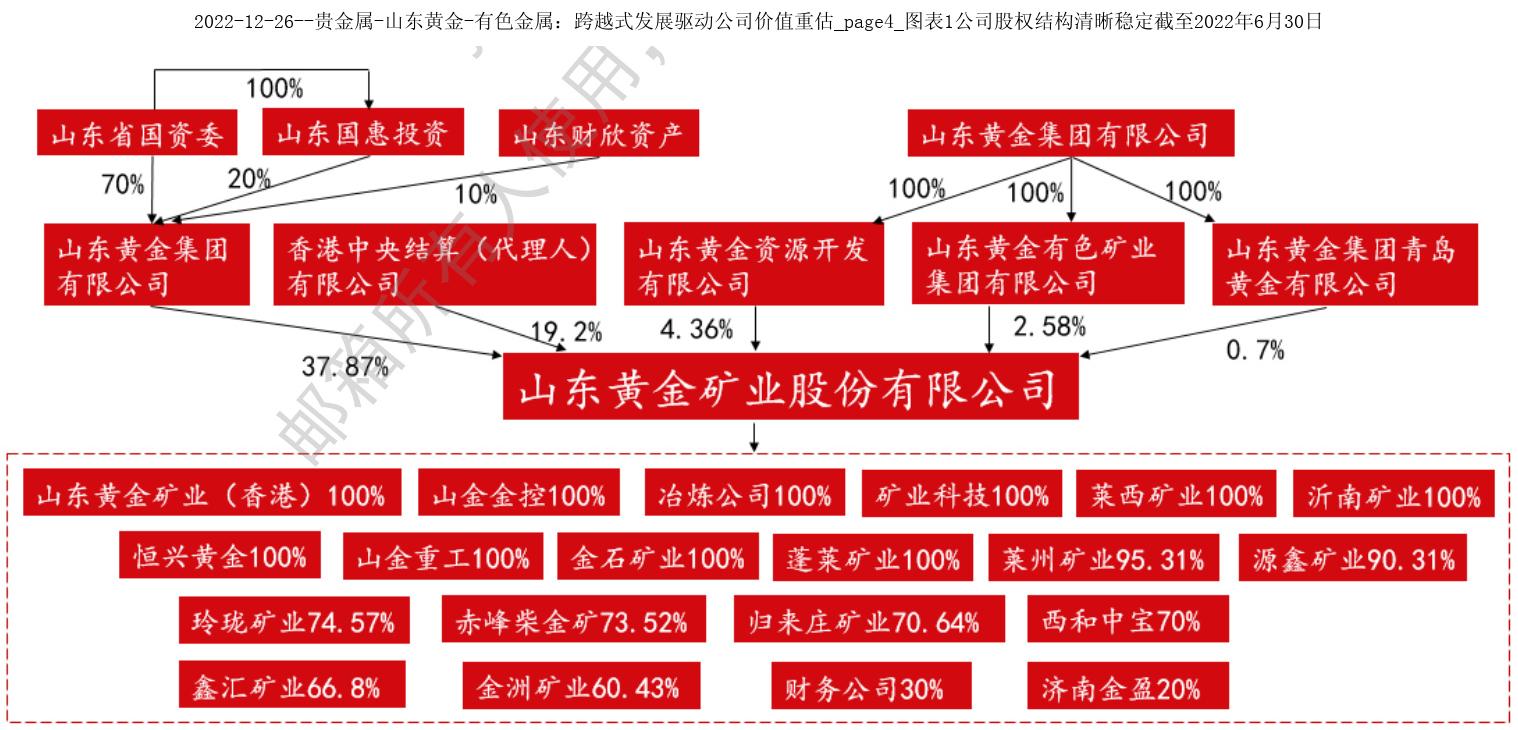 2022-12-26--贵金属-山东黄金-有色金属：跨越式发展驱动公司价值重估_page4_图表1公司股权结构清晰稳定截至2022年6月30日
100%
山东省国资委
山东国惠投资
山东财欣资产
山东黄金集团有限公司
70%
20%
10%
100%
100%
100%
山东黄金集团
有限公司
香港中央结算（代理人）
有限公司
山东黄金资源开发
有限公司
山东黄金有色矿业
集团有限公司
山东黄金集团青岛
黄金有限公司
37.87%
19.2%
4.36%
2.58%
0.7%
山东黄金矿业股份有限公司
山东黄金矿业（香港）100%
山金金控100%
冶炼公司100%
矿业科技100%
莱西矿业100%
沂南矿业100%
恒兴黄金100%
山金重工100%
金石矿业100%
蓬莱矿业100%
莱州矿业95.31%
源鑫矿业90.31%
玲珑矿业74.57%
赤峰柴金矿73.52%
归来庄矿业70.64%
西和中宝70%
鑫汇矿业66.8%
金洲矿业60.43%
财务公司30%
济南金盈20%
邮箱所有人使用，